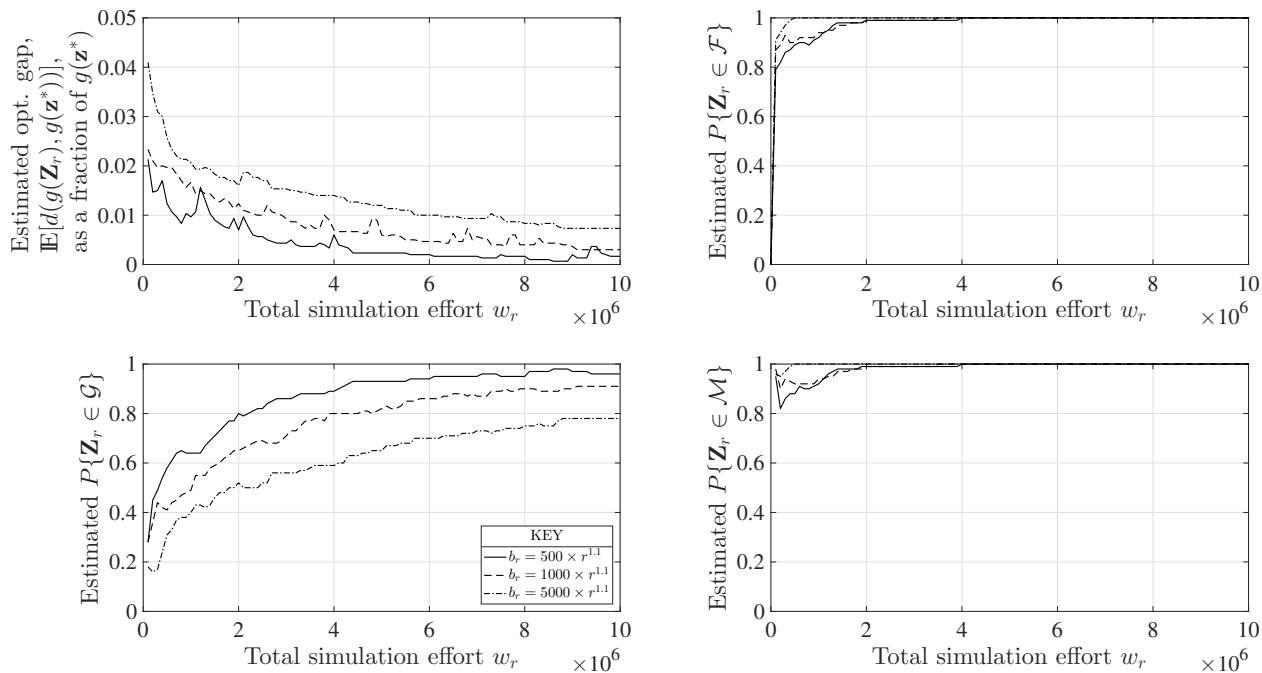 Estimated opt. gap,
𝔼[d(g(𝐙_r), g(𝐳*))],
as a fraction of g(𝐳*)
0.05
0.04
0.03
0.02
0.01
0
0 2 4 6 8 10
Total simulation effort w_r ×10^6
Estimated P{𝐙_r ∈ ℱ}
1
0.8
0.6
0.4
0.2
0
0 2 4 6 8 10
Total simulation effort w_r ×10^6
Estimated P{𝐙_r ∈ 𝒢}
1
0.8
0.6
0.4
0.2
0
KEY
b_r = 500 × r^1.1
b_r = 1000 × r^1.1
b_r = 5000 × r^1.1
0 2 4 6 8 10
Total simulation effort w_r ×10^6
Estimated P{𝐙_r ∈ ℳ}
1
0.8
0.6
0.4
0.2
0
0 2 4 6 8 10
Total simulation effort w_r ×10^6